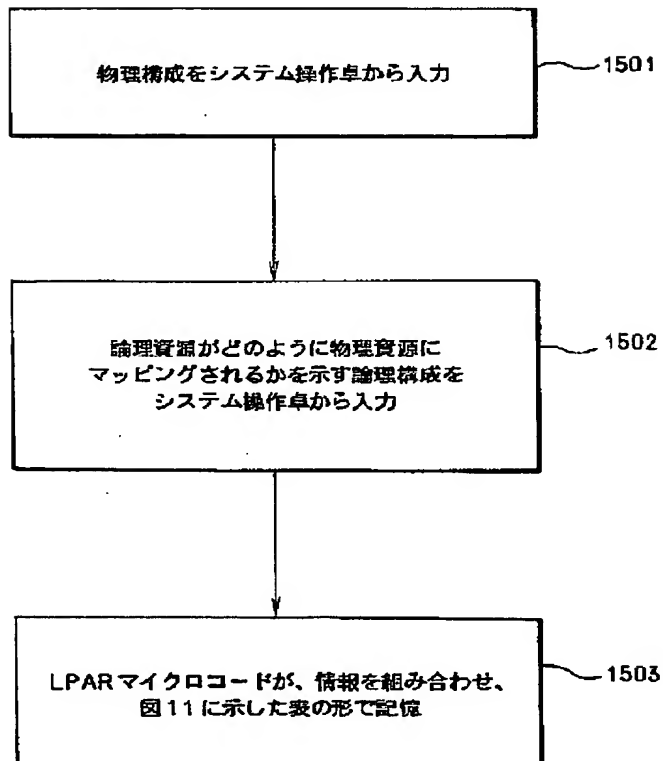 物理構成をシステム操作卓から入力
1501
論理資源がどのように物理資源に
マッピングされるかを示す論理構成を
システム操作卓から入力
1502
LPARマイクロコードが、情報を組み合わせ、
図11に示した表の形で記憶
1503